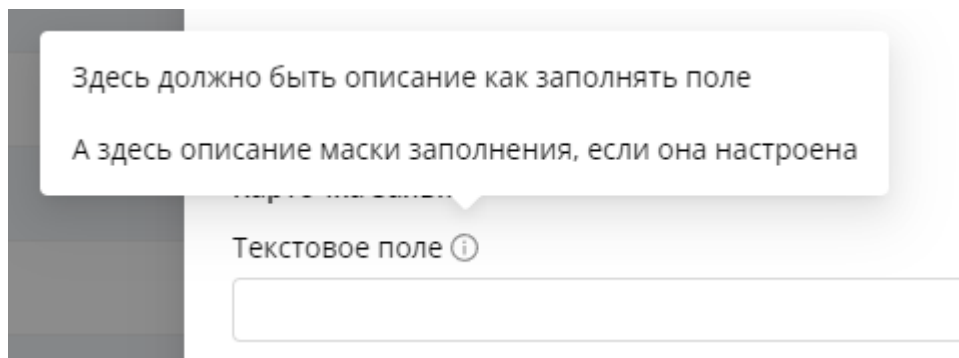 Здесь должно быть описание как заполнять поле
А здесь описание маски заполнения, если она настроена
Текстовое поле